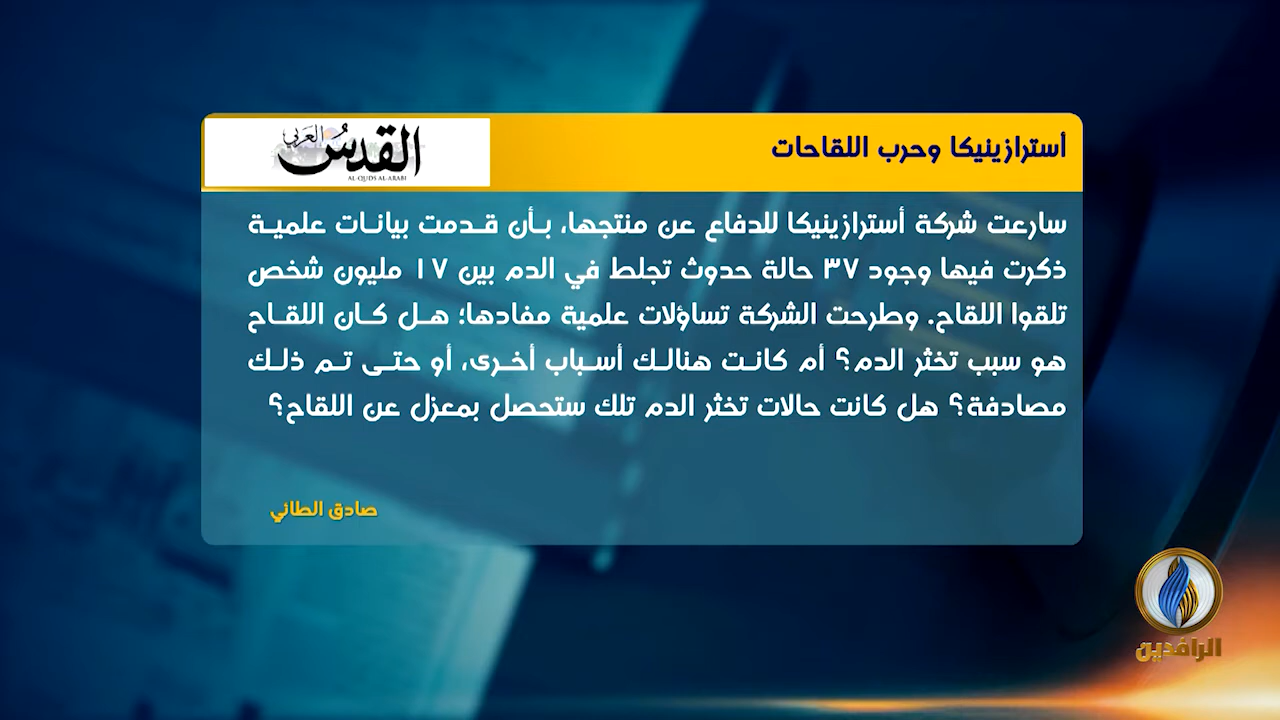 أسترازينيكا وحرب اللقاحات
القدس العربي
AL QUDS AL ARABI
سارعت شركة أسترازينيكا للدفاع عن منتجها، بأن قدمت بيانات علمية
ذكرت فيها وجود ٣٧ حالة حدوث تجلط في الدم بين ١٧ مليون شخص
تلقوا اللقاح. وطرحت الشركة تساؤلات علمية مفادها؛ هل كان اللقاح
هو سبب تخثر الدم؟ أم كانت هنالك أسباب أخرى، أو حتى تم ذلك
مصادفة؟ هل كانت حالات تخثر الدم تلك ستحصل بمعزل عن اللقاح؟
صادق الطائي
الرافدين